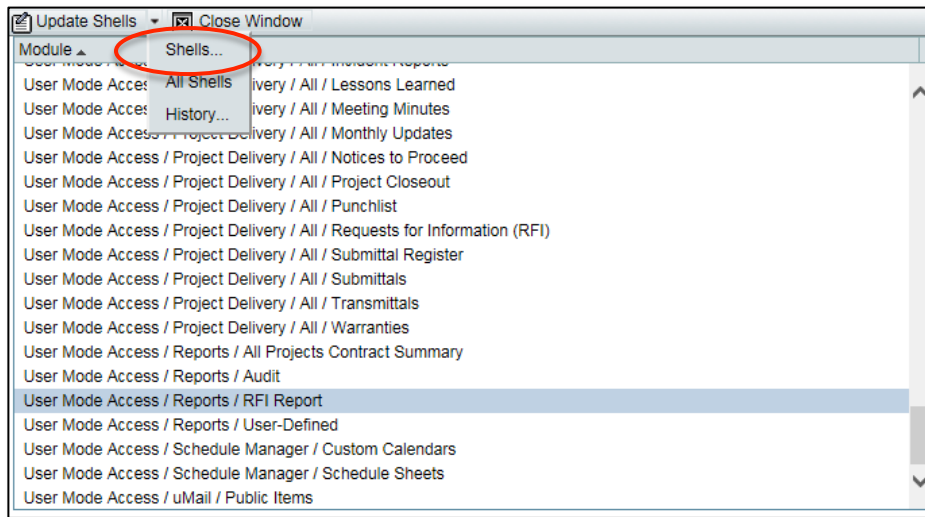 Update Shells Close Window
Module Shells...
User Mode Access / All / Incident Reports
User Mode Acces All Shells ivery / All / Lessons Learned
User Mode Acces ivery / All / Meeting Minutes
History...
User Mode Access / Project Delivery / All / Monthly Updates
User Mode Access / Project Delivery / All / Notices to Proceed
User Mode Access / Project Delivery / All / Project Closeout
User Mode Access / Project Delivery / All / Punchlist
User Mode Access / Project Delivery / All / Requests for Information (RFI)
User Mode Access / Project Delivery / All / Submittal Register
User Mode Access / Project Delivery / All / Submittals
User Mode Access / Project Delivery / All / Transmittals
User Mode Access / Project Delivery / All / Warranties
User Mode Access / Reports / All Projects Contract Summary
User Mode Access / Reports / Audit
User Mode Access / Reports / RFI Report
User Mode Access / Reports / User-Defined
User Mode Access / Schedule Manager / Custom Calendars
User Mode Access / Schedule Manager / Schedule Sheets
User Mode Access / uMail / Public Items